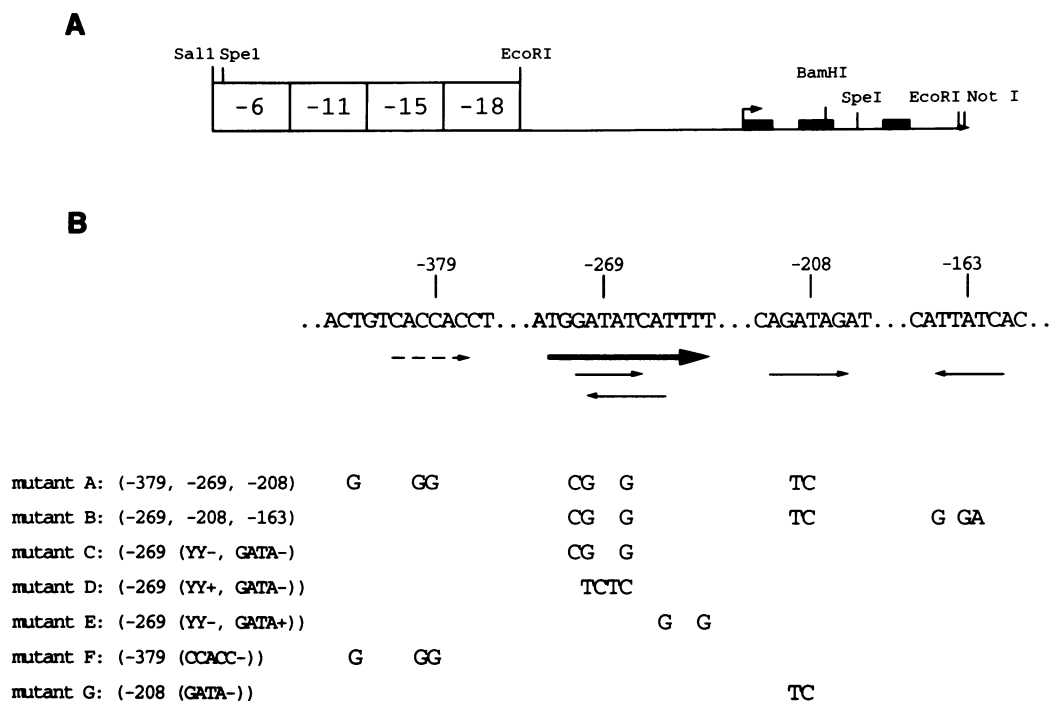 A
Sal1 Spe1 EcoRI
BamHI
SpeI EcoRI Not I
-6 -11 -15 -18
B
-379 -269 -208 -163
..ACTGTCACCACCT...ATGGATATCATTTT...CAGATAGAT...CATTATCAC..
mutant A: (-379, -269, -208) G GG CG G TC
mutant B: (-269, -208, -163) CG G TC G GA
mutant C: (-269 (YY-, GATA-) CG G
mutant D: (-269 (YY+, GATA-)) TCTC
mutant E: (-269 (YY-, GATA+)) G G
mutant F: (-379 (CCACC-)) G GG
mutant G: (-208 (GATA-)) TC